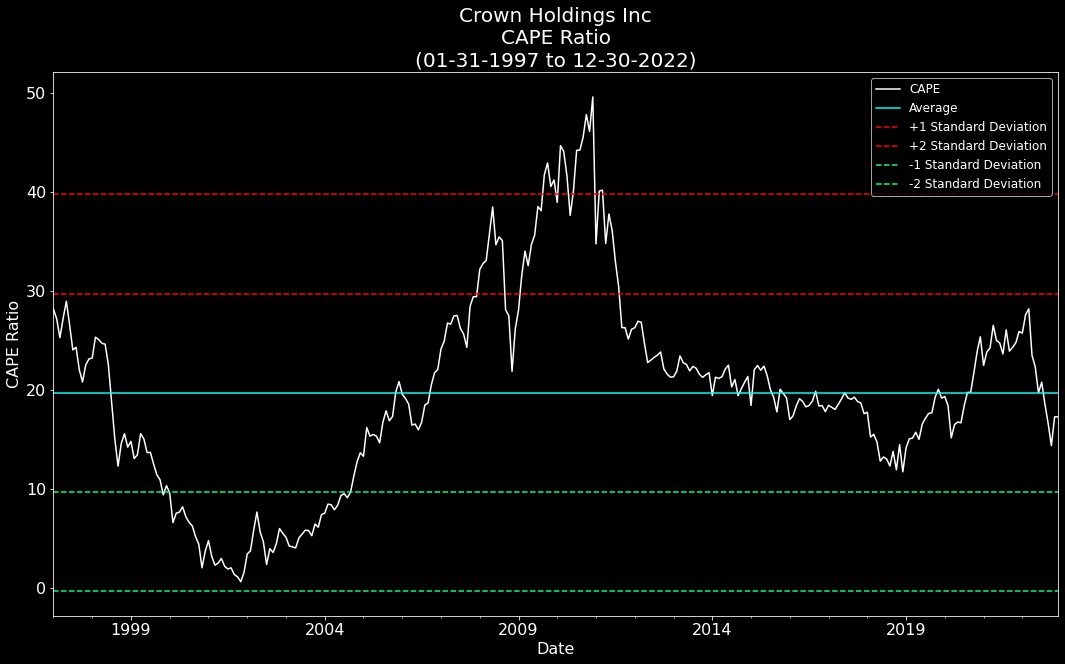 Crown Holdings Inc
CAPE Ratio
(01-31-1997 to 12-30-2022)
CAPE
Average
+1 Standard Deviation
+2 Standard Deviation
-1 Standard Deviation
-2 Standard Deviation
CAPE Ratio
50
40
30
20
10
0
1999 2004 2009 2014 2019
Date